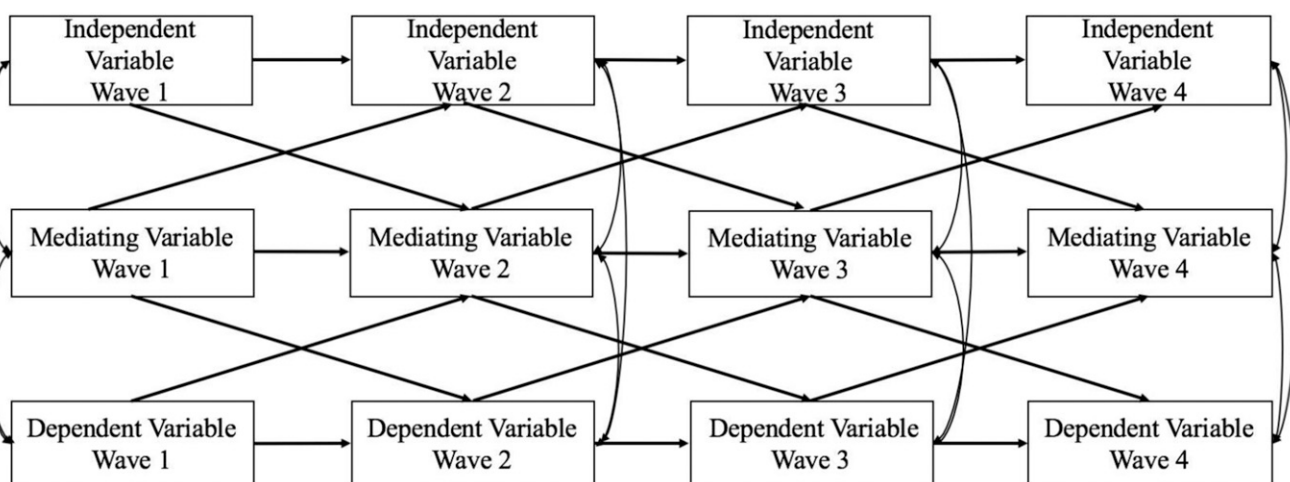 Independent
Variable
Wave 1
Independent
Variable
Wave 2
Independent
Variable
Wave 3
Independent
Variable
Wave 4
Mediating Variable
Wave 1
Mediating Variable
Wave 2
Mediating Variable
Wave 3
Mediating Variable
Wave 4
Dependent Variable
Wave 1
Dependent Variable
Wave 2
Dependent Variable
Wave 3
Dependent Variable
Wave 4